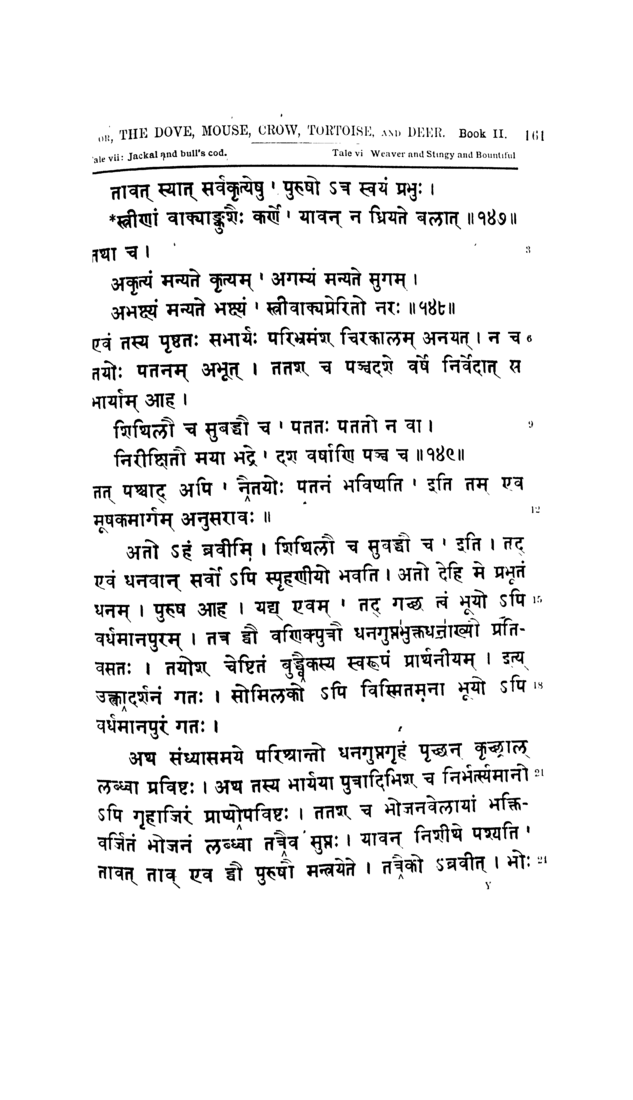 OR, THE DOVE, MOUSE, CROW, TORTOISE, AND DEER. Book II. 161
ale vii: Jackal and bull's cod. Tale vi Weaver and Stingy and Bountiful
तावत् स्यात् सर्वकृत्येषु ' पुरुषो ऽत्र स्वयं प्रभुः ।
*स्त्रीणां वाक्याङ्कुशैः कर्णे ' यावन् न ध्रियते बलात् ॥१४७॥
तथा च । 3
अकृत्यं मन्यते कृत्यम् ' अगम्यं मन्यते सुगम् ।
अभक्ष्यं मन्यते भक्ष्यं ' स्त्रीवाक्यप्रेरितो नरः ॥१४८॥
एवं तस्य पृष्ठतः सभार्यः परिभ्रमंश् चिरकालम् अनयत् । न च 6
तयोः पतनम् अभूत् । ततश् च पञ्चदशे वर्षे निर्वेदात् स
भार्याम् आह ।
शिथिलौ च सुबद्धौ च ' पततः पततो न वा । 9
निरीक्षितौ मया भद्रे ' दश वर्षाणि पञ्च च ॥१४९॥
तत् पश्चाद् अपि ' नैतयोः पतनं भविष्यति ' इति तम् एव
मूषकमार्गम् अनुसरावः ॥ 12
अतो ऽहं ब्रवीमि । शिथिलौ च सुबद्धौ च ' इति । तद्
एवं धनवान् सर्वो ऽपि स्पृहणीयो भवति । अतो देहि मे प्रभूतं
धनम् । पुरुष आह । यद्य् एवम् ' तद् गच्छ त्वं भूयो ऽपि 15
वर्धमानपुरम् । तत्र द्वौ वणिक्पुत्रौ धनगुप्तभुक्तधनाख्यौ प्रति-
वसतः । तयोश् चेष्टितं बुद्ध्वैकस्य स्वरूपं प्रार्थनीयम् । इत्य्
उक्त्वादर्शनं गतः । सोमिलको ऽपि विस्मितमना भूयो ऽपि 18
वर्धमानपुरं गतः ।
अथ संध्यासमये परिश्रान्तो धनगुप्तगृहं पृच्छन् कृच्छ्राल्
लब्ध्वा प्रविष्टः । अथ तस्य भार्यया पुत्रादिभिश् च निर्भर्त्स्यमानो 21
ऽपि गृहाजिरं प्राप्योपविष्टः । ततश् च भोजनवेलायां भक्ति-
वर्जितं भोजनं लब्ध्वा तत्रैव सुप्तः । यावन् निशीथे पश्यति '
तावत् ताव् एव द्वौ पुरुषौ मन्त्रयेते । तत्रैको ऽब्रवीत् । भोः 24
Y